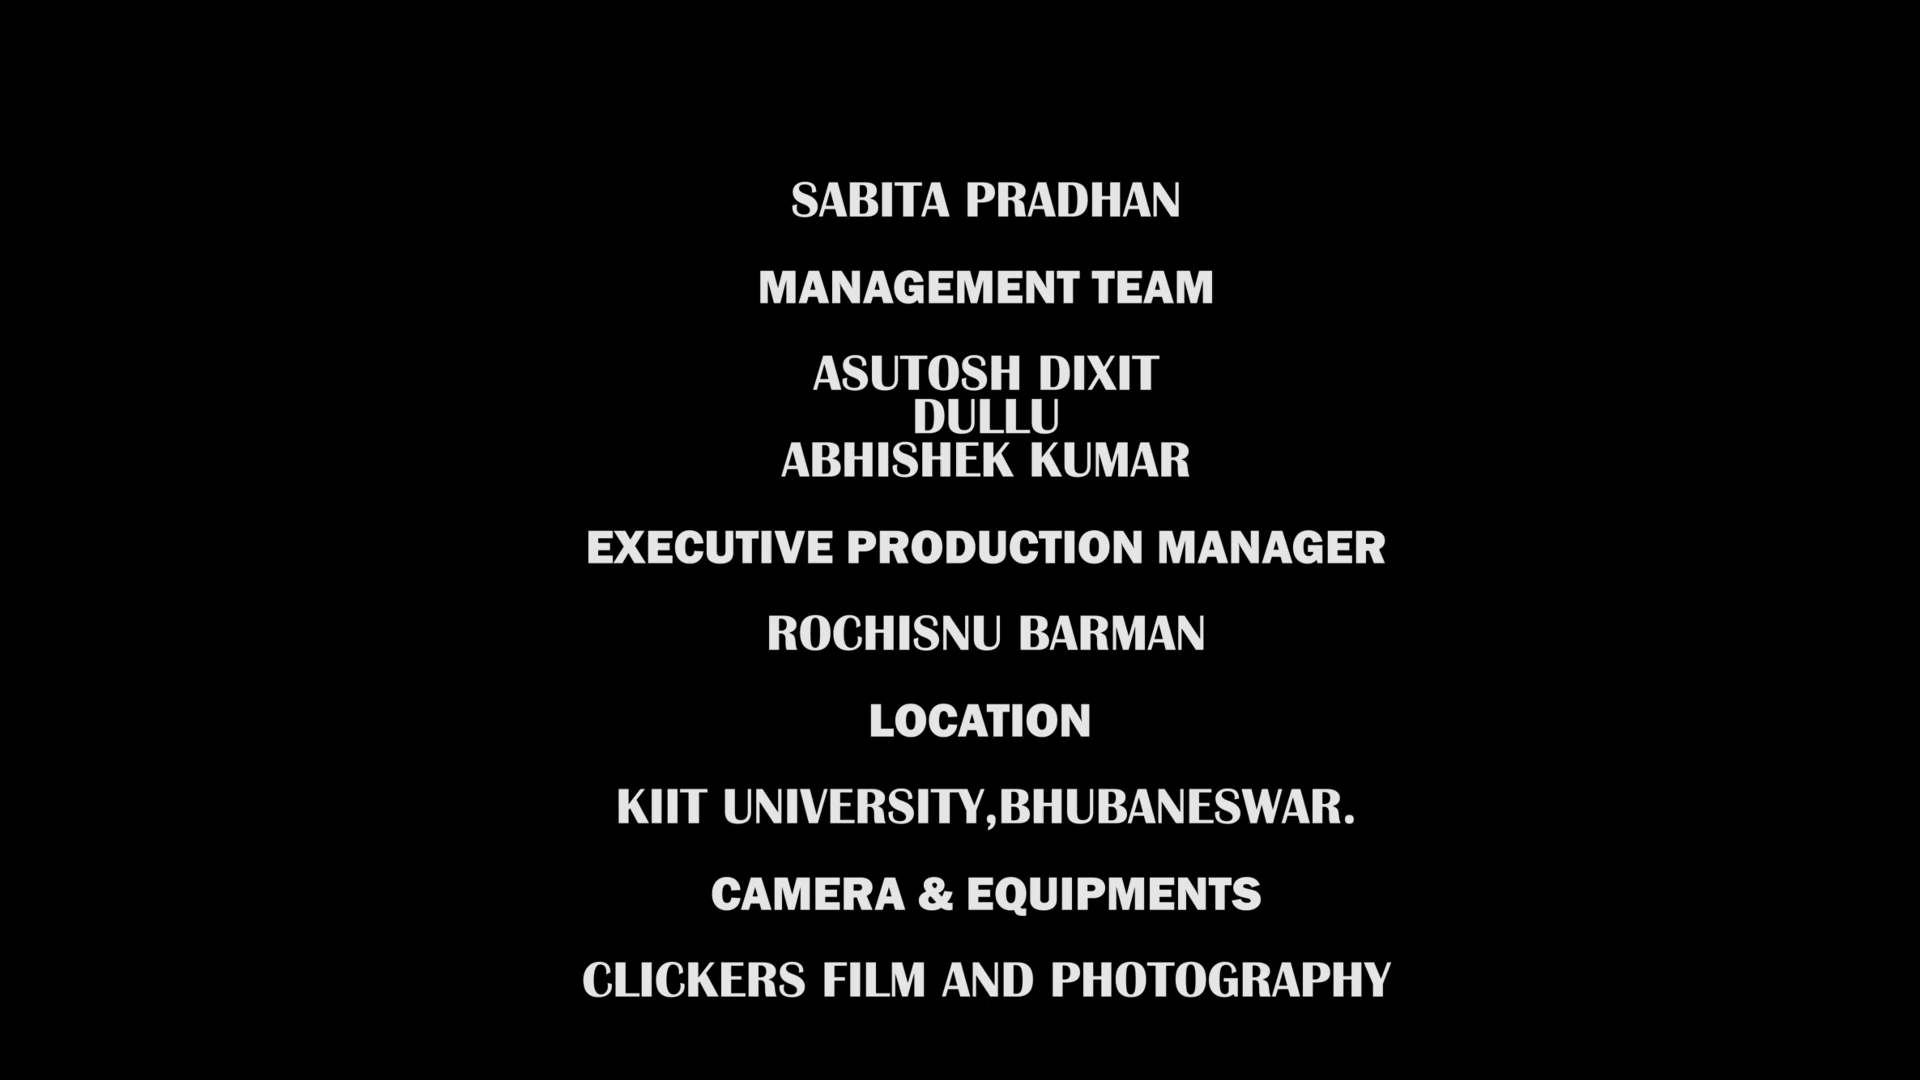 SABITA PRADHAN
MANAGEMENT TEAM
ASUTOSH DIXIT
DULLU
ABHISHEK KUMAR
EXECUTIVE PRODUCTION MANAGER
ROCHISNU BARMAN
LOCATION
KIIT UNIVERSITY,BHUBANESWAR.
CAMERA & EQUIPMENTS
CLICKERS FILM AND PHOTOGRAPHY